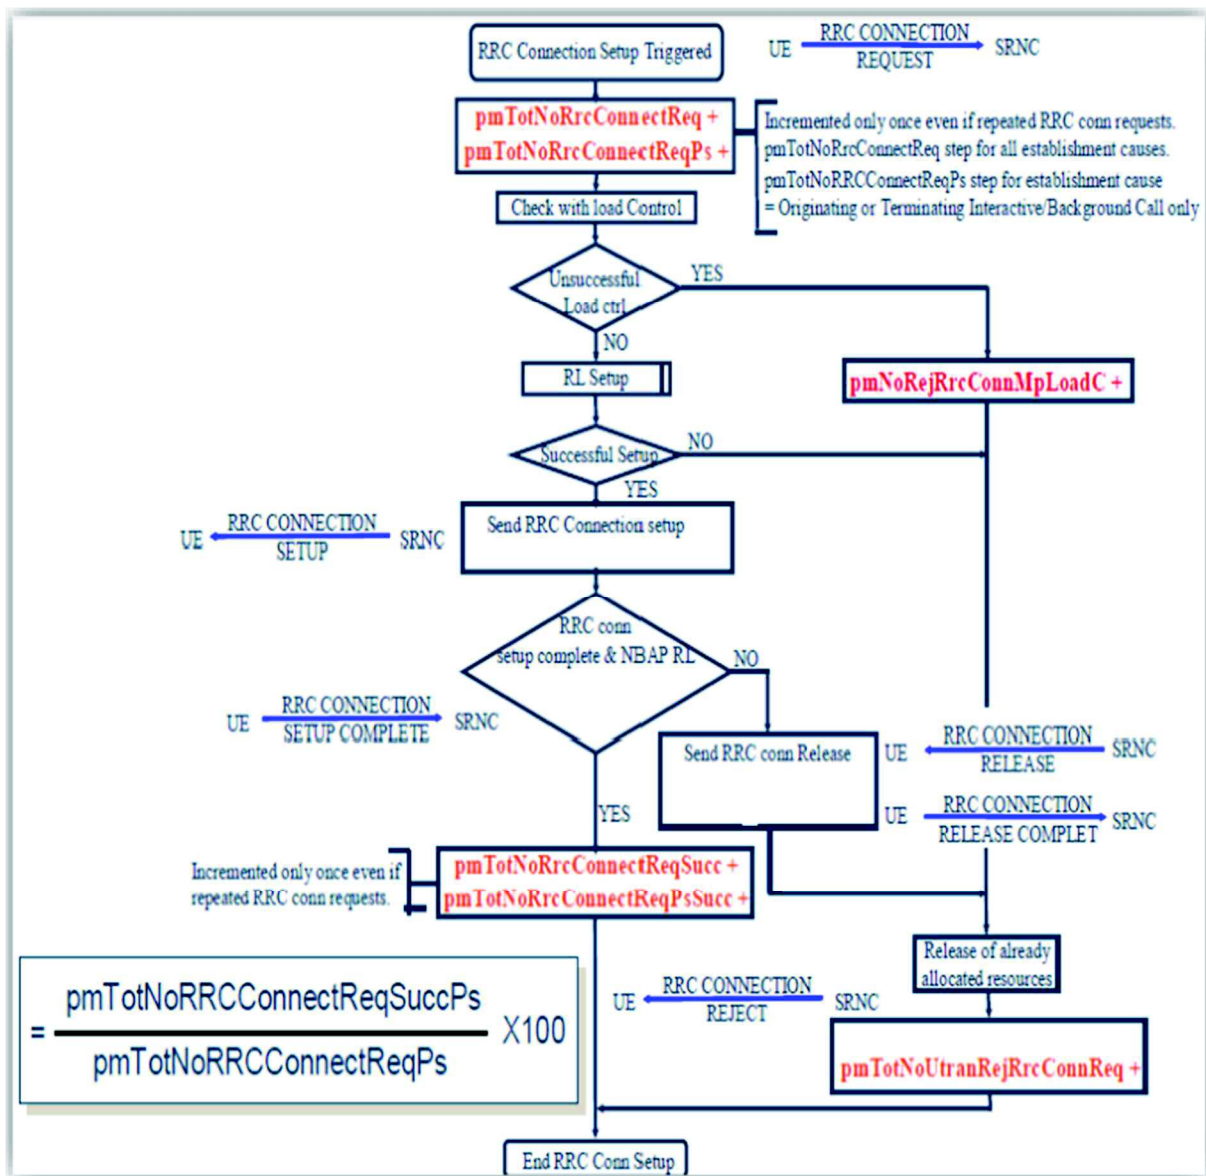 RRC Connection Setup Triggered
UE RRC CONNECTION SRNC
REQUEST
pmTotNoRrcConnectReq +
pmTotNoRrcConnectReqPs +
Incremented only once even if repeated RRC conn requests.
pmTotNoRrcConnectReq step for all establishment causes.
pmTotNoRRCConnectReqPs step for establishment cause
= Originating or Terminating Interactive/Background Call only
Check with load Control
Unsuccessful
Load ctrl
YES
NO
RL Setup
pmNoRejRrcConnMpLoadC +
Successful Setup
NO
YES
Send RRC Connection setup
UE RRC CONNECTION SRNC
SETUP
RRC conn
setup complete & NBAP RL
NO
UE RRC CONNECTION SRNC
SETUP COMPLETE
Send RRC conn Release
UE RRC CONNECTION SRNC
RELEASE
UE RRC CONNECTION SRNC
RELEASE COMPLET
YES
Incremented only once even if
repeated RRC conn requests.
pmTotNoRrcConnectReqSucc +
pmTotNoRrcConnectReqPsSucc +
Release of already
allocated resources
UE RRC CONNECTION SRNC
REJECT
pmTotNoUtranRejRrcConnReq +
pmTotNoRRCConnectReqSuccPs
= X100
pmTotNoRRCConnectReqPs
End RRC Conn Setup